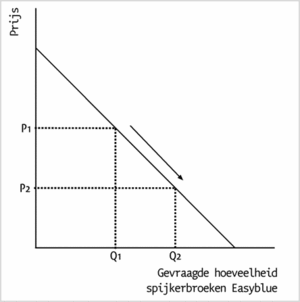 Prijs
P1
P2
Q1 Q2
Gevraagde hoeveelheid
spijkerbroeken Easyblue